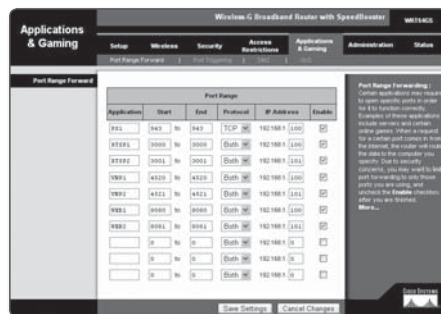 Wireless-G Broadband Router with SpeedBooster WRT54GS
Applications & Gaming
Setup Wireless Security Access Restrictions Applications & Gaming Administration Status
Port Range Forward | Port Triggering | DMZ | QoS
Port Range Forward
Port Range
Application Start End Protocol IP Address Enable
943 to 943 TCP 192.168.1. 100
3000 to 3000 Both 192.168.1. 100
3001 to 3001 Both 192.168.1. 101
4520 to 4520 Both 192.168.1. 100
4521 to 4521 Both 192.168.1. 101
8080 to 8080 Both 192.168.1. 100
8081 to 8081 Both 192.168.1. 101
0 to 0 Both 192.168.1. 0
0 to 0 Both 192.168.1. 0
0 to 0 Both 192.168.1. 0
Port Range Forwarding :
Certain applications may require
to open specific ports in order
for it to function correctly.
Examples of these applications
include servers and certain
online games. When a request
for a certain port comes in from
the Internet, the router will route
the data to the computer you
specify. Due to security
concerns, you may want to limit
port forwarding to only those
ports you are using, and
uncheck the Enable checkbox
after you are finished.
More...
Save Settings Cancel Changes
Cisco Systems